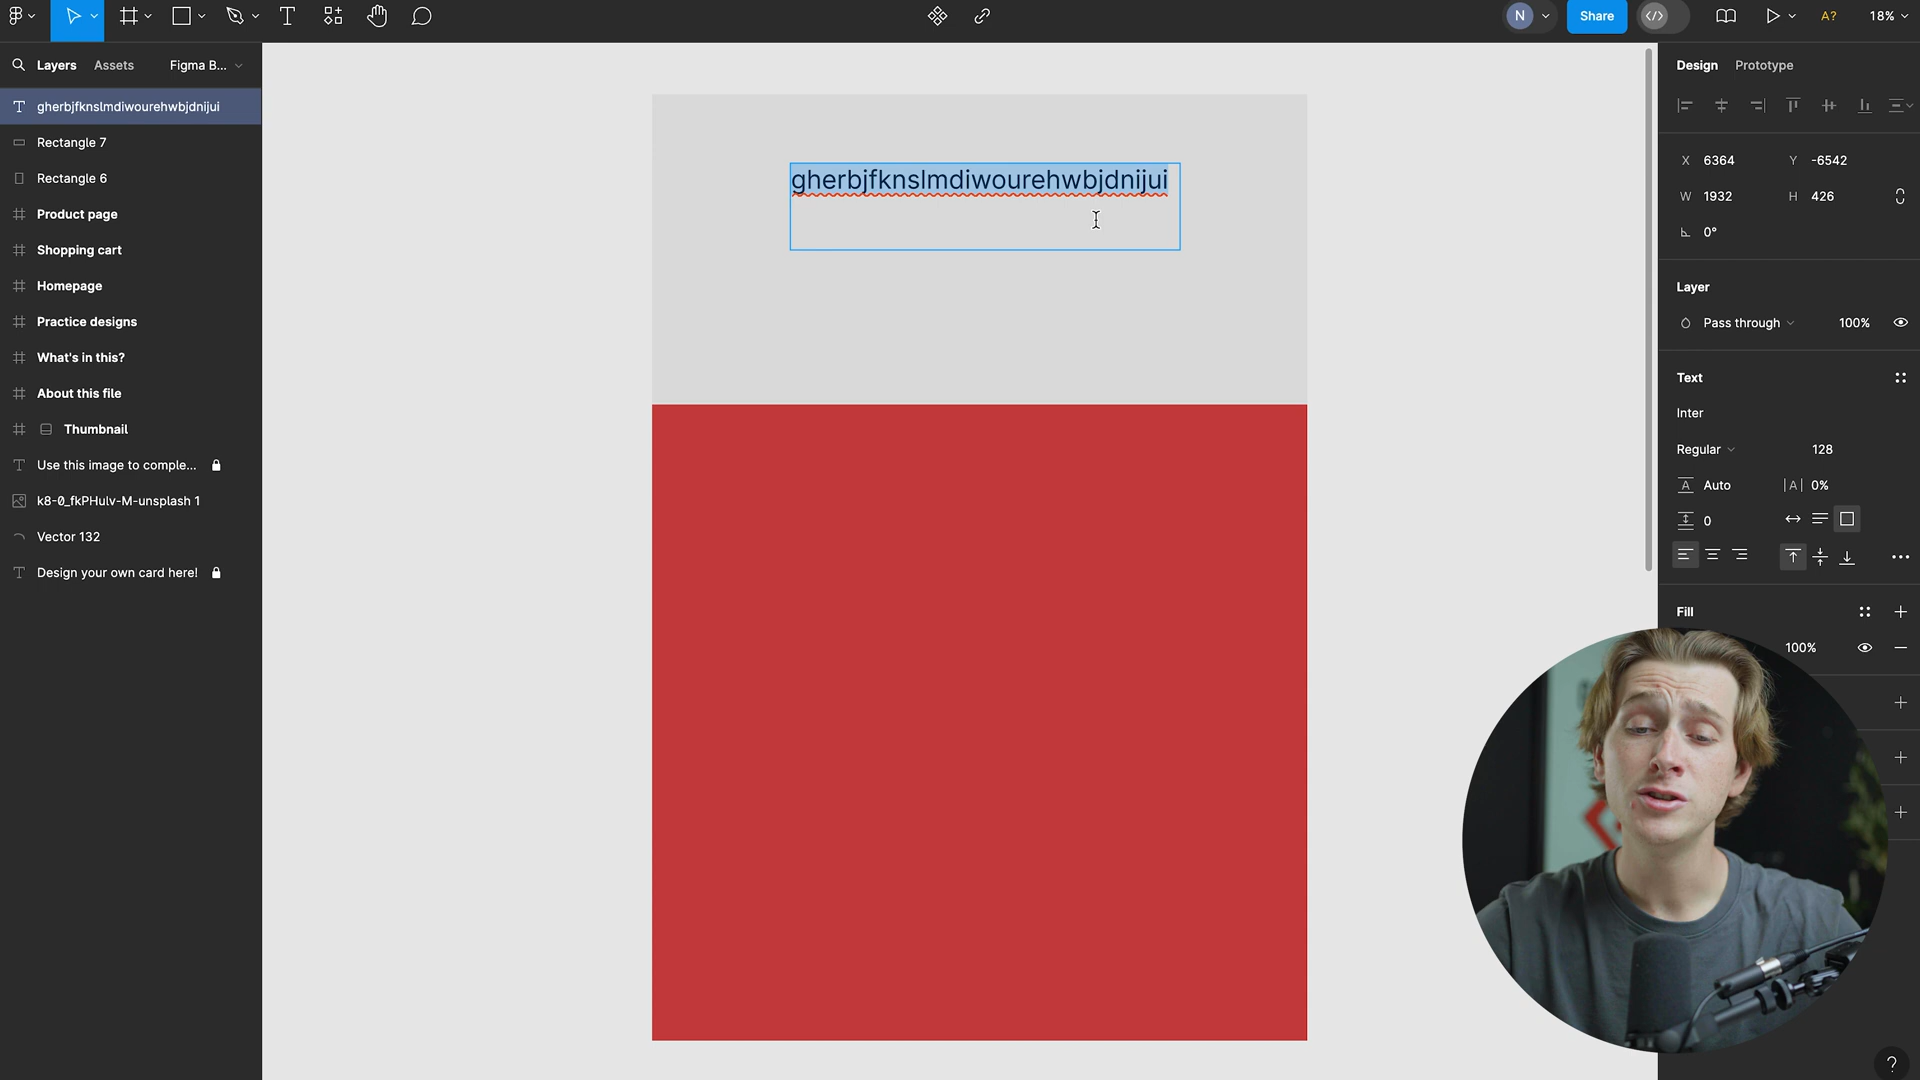 N
Share
A?
18%
Layers
Assets
Figma B...
Design
Prototype
gherbjfknslmdiwourehwbjdnijui
Rectangle 7
Rectangle 6
Product page
Shopping cart
Homepage
Practice designs
What's in this?
About this file
Thumbnail
Use this image to comple...
k8-0_fkPHulv-M-unsplash 1
Vector 132
Design your own card here!
gherbjfknslmdiwourehwbjdnijui
X 6364
Y -6542
W 1932
H 426
0°
Layer
Pass through
100%
Text
Inter
Regular
128
Auto
|A| 0%
0
Fill
100%
?